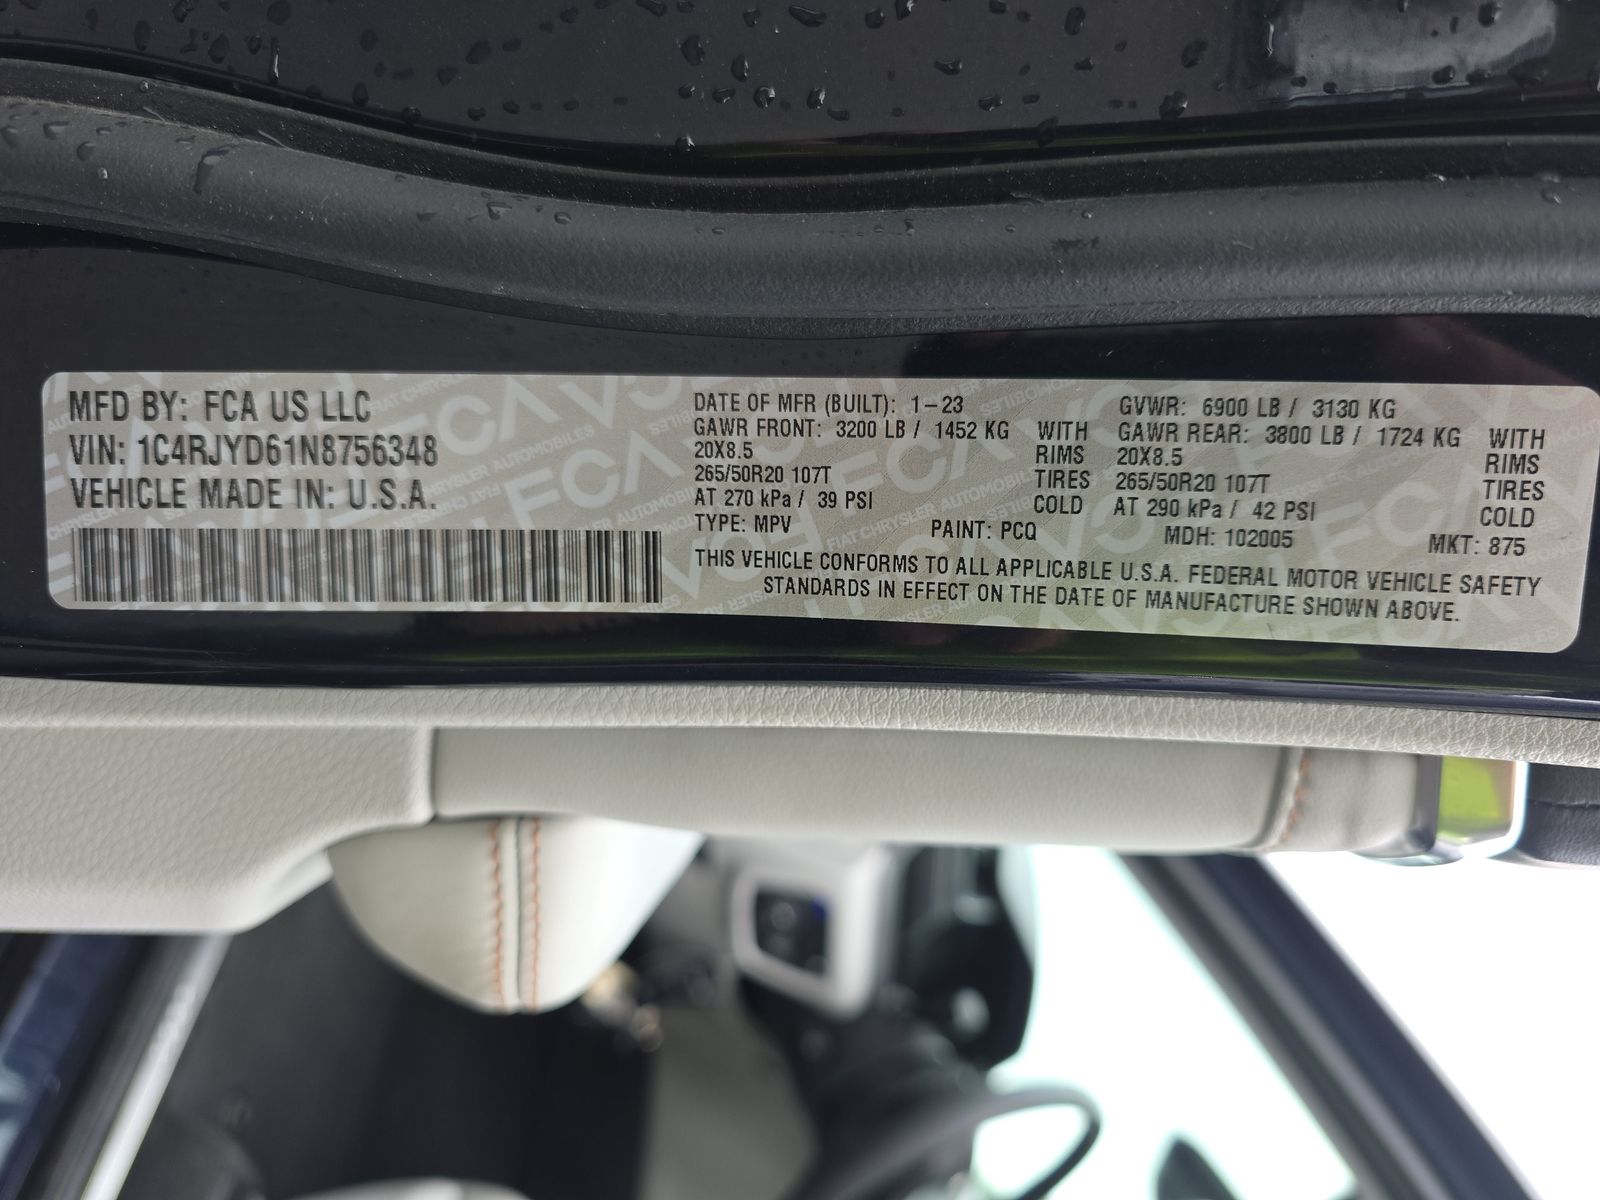 MFD BY: FCA US LLC
VIN: 1C4RJYD61N8756348
VEHICLE MADE IN: U.S.A.
DATE OF MFR (BUILT): 1-23
GAWR FRONT: 3200 LB / 1452 KG WITH
20X8.5 RIMS
265/50R20 107T TIRES
AT 270 kPa / 39 PSI COLD
TYPE: MPV PAINT: PCQ
GVWR: 6900 LB / 3130 KG
GAWR REAR: 3800 LB / 1724 KG WITH
20X8.5 RIMS
265/50R20 107T TIRES
AT 290 kPa / 42 PSI COLD
MDH: 102005 MKT: 875
THIS VEHICLE CONFORMS TO ALL APPLICABLE U.S.A. FEDERAL MOTOR VEHICLE SAFETY
STANDARDS IN EFFECT ON THE DATE OF MANUFACTURE SHOWN ABOVE.